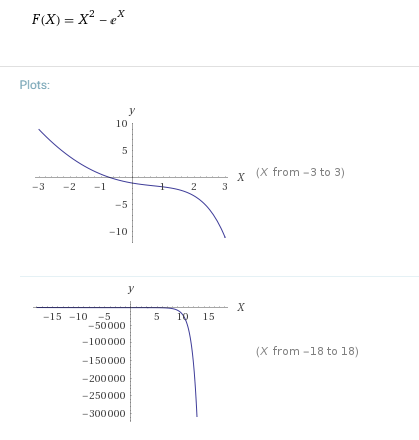 F(X) = X² − e^X
Plots:
y
10
5
−3 −2 −1 1 2 3 X (X from −3 to 3)
−5
−10
y
X
−15 −10 −5 5 10 15
−50000
−100000
−150000 (X from −18 to 18)
−200000
−250000
−300000